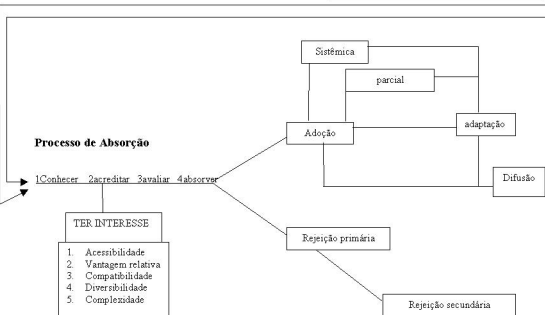 Sistêmica
parcial
Adoção
adaptação
Processo de Absorção
1Conhecer 2acreditar 3avaliar 4absorver
Difusão
TER INTERESSE
Rejeição primária
1. Acessibilidade
2. Vantagem relativa
3. Compatibilidade
4. Diversibilidade
5. Complexidade
Rejeição secundária